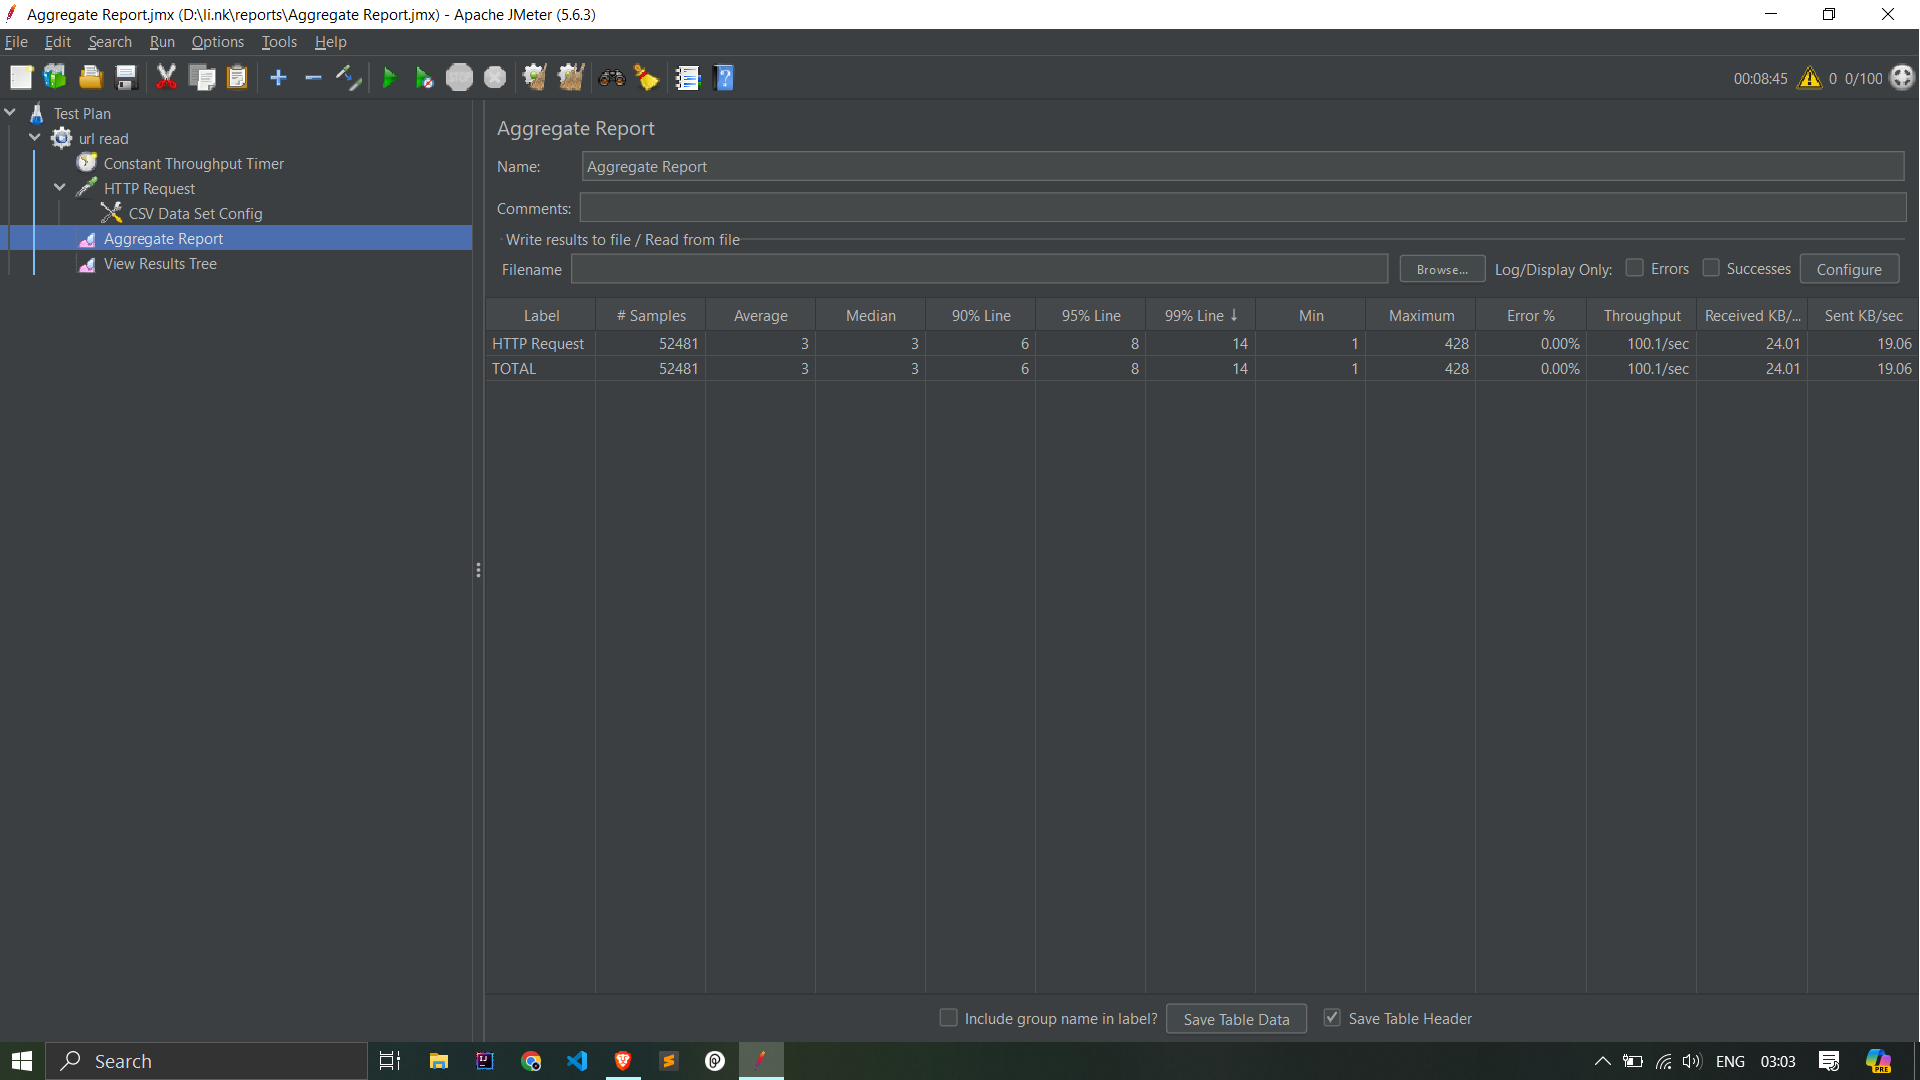 Aggregate Report.jmx (D:\li.nk\reports\Aggregate Report.jmx) - Apache JMeter (5.6.3)
File Edit Search Run Options Tools Help
STOP
00:08:45 0 0/100
Test Plan
url read
Constant Throughput Timer
HTTP Request
CSV Data Set Config
Aggregate Report
View Results Tree
Aggregate Report
Name: Aggregate Report
Comments:
Write results to file / Read from file
Filename Browse... Log/Display Only: Errors Successes Configure
Label # Samples Average Median 90% Line 95% Line 99% Line ↓ Min Maximum Error % Throughput Received KB/... Sent KB/sec
HTTP Request 52481 3 3 6 8 14 1 428 0.00% 100.1/sec 24.01 19.06
TOTAL 52481 3 3 6 8 14 1 428 0.00% 100.1/sec 24.01 19.06
Include group name in label? Save Table Data Save Table Header
Search ENG 03:03
PRE